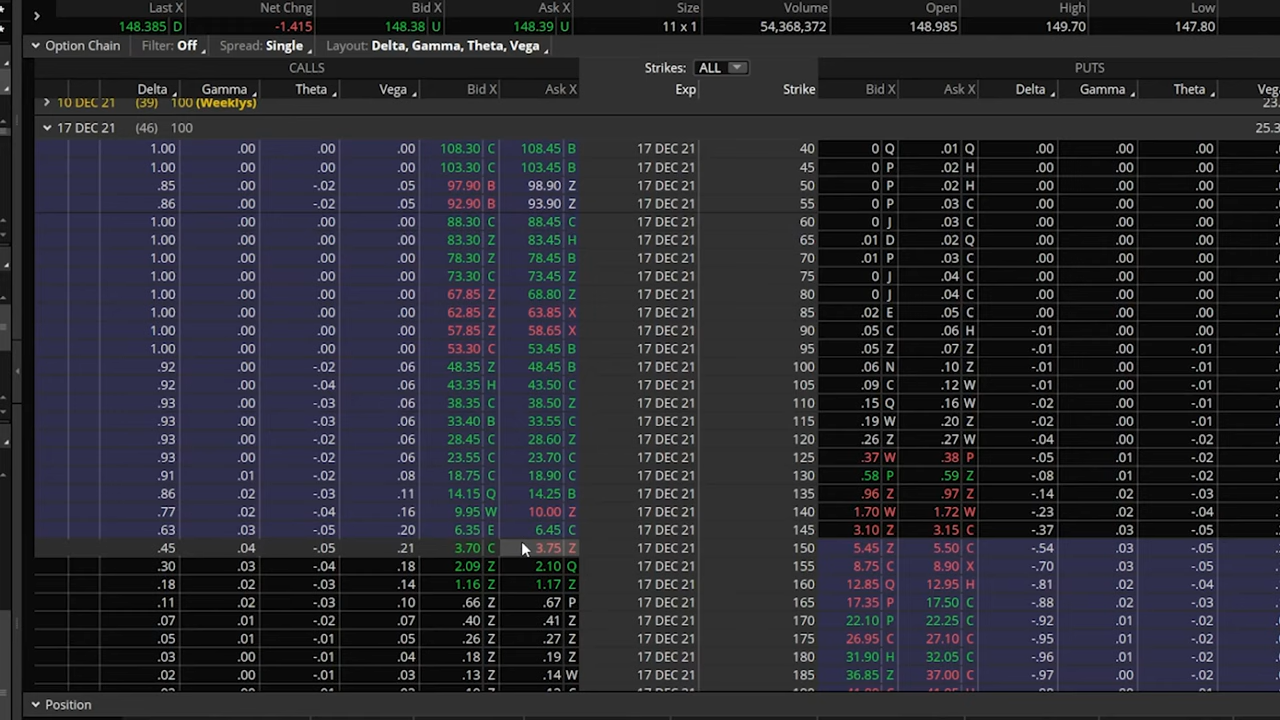 Last X Net Chng Bid X Ask X Size Volume Open High Low
148.385 D -1.415 148.38 U 148.39 U 11 x 1 54,368,372 148.985 149.70 147.80
Option Chain Filter: Off Spread: Single Layout: Delta, Gamma, Theta, Vega
CALLS Strikes: ALL PUTS
Delta Gamma Theta Vega Bid X Ask X Exp Strike Bid X Ask X Delta Gamma Theta Vega
10 DEC 21 (39) 100 (Weeklys)
17 DEC 21 (46) 100 25.3
1.00 .00 .00 .00 108.30 C 108.45 B 17 DEC 21 40 0 Q .01 Q .00 .00 .00
1.00 .00 .00 .00 103.30 C 103.45 B 17 DEC 21 45 0 P .02 H .00 .00 .00
.85 .00 -.02 .05 97.90 B 98.90 Z 17 DEC 21 50 0 P .02 H .00 .00 .00
.86 .00 -.02 .05 92.90 B 93.90 Z 17 DEC 21 55 0 P .03 C .00 .00 .00
1.00 .00 .00 .00 88.30 C 88.45 C 17 DEC 21 60 0 J .03 C .00 .00 .00
1.00 .00 .00 .00 83.30 Z 83.45 H 17 DEC 21 65 .01 D .02 Q .00 .00 .00
1.00 .00 .00 .00 78.30 Z 78.45 B 17 DEC 21 70 .01 P .03 C .00 .00 .00
1.00 .00 .00 .00 73.30 C 73.45 Z 17 DEC 21 75 0 J .04 C .00 .00 .00
1.00 .00 .00 .00 67.85 Z 68.80 Z 17 DEC 21 80 0 J .04 C .00 .00 .00
1.00 .00 .00 .00 62.85 Z 63.85 X 17 DEC 21 85 .02 E .05 C .00 .00 .00
1.00 .00 .00 .00 57.85 Z 58.65 X 17 DEC 21 90 .05 C .06 H -.01 .00 .00
1.00 .00 .00 .00 53.30 C 53.45 B 17 DEC 21 95 .05 Z .07 Z -.01 .00 -.01
.92 .00 -.03 .06 48.35 Z 48.45 B 17 DEC 21 100 .06 N .10 Z -.01 .00 -.01
.92 .00 -.04 .06 43.35 H 43.50 C 17 DEC 21 105 .09 C .12 W -.01 .00 -.01
.93 .00 -.03 .06 38.35 C 38.50 Z 17 DEC 21 110 .15 Q .16 W -.02 .00 -.01
.93 .00 -.03 .06 33.40 B 33.55 C 17 DEC 21 115 .19 W .20 Z -.02 .00 -.01
.93 .00 -.02 .06 28.45 C 28.60 Z 17 DEC 21 120 .26 Z .27 W -.04 .00 -.02
.93 .01 -.02 .06 23.55 C 23.70 C 17 DEC 21 125 .37 W .38 P -.05 .01 -.02
.91 .01 -.02 .08 18.75 C 18.90 C 17 DEC 21 130 .58 P .59 Z -.08 .01 -.02
.86 .02 -.03 .11 14.15 Q 14.25 B 17 DEC 21 135 .96 Z .97 Z -.14 .02 -.03
.77 .02 -.04 .16 9.95 W 10.00 Z 17 DEC 21 140 1.70 W 1.72 W -.23 .02 -.04
.63 .03 -.05 .20 6.35 E 6.45 C 17 DEC 21 145 3.10 Z 3.15 C -.37 .03 -.05
.45 .04 -.05 .21 3.70 C 3.75 Z 17 DEC 21 150 5.45 Z 5.50 C -.54 .03 -.05
.30 .03 -.04 .18 2.09 Z 2.10 Q 17 DEC 21 155 8.75 C 8.90 X -.70 .03 -.05
.18 .02 -.03 .14 1.16 Z 1.17 Z 17 DEC 21 160 12.85 Q 12.95 H -.81 .02 -.04
.11 .02 -.03 .10 .66 Z .67 P 17 DEC 21 165 17.35 P 17.50 C -.88 .02 -.03
.07 .01 -.02 .07 .40 Z .41 Z 17 DEC 21 170 22.10 P 22.25 C -.92 .01 -.02
.05 .01 -.01 .05 .26 Z .27 Z 17 DEC 21 175 26.95 C 27.10 C -.95 .01 -.02
.03 .00 -.01 .04 .18 Z .19 Z 17 DEC 21 180 31.90 H 32.05 C -.96 .01 -.02
.02 .00 -.01 .03 .13 Z .14 W 17 DEC 21 185 36.85 Z 37.00 C -.97 .01 -.02
Position